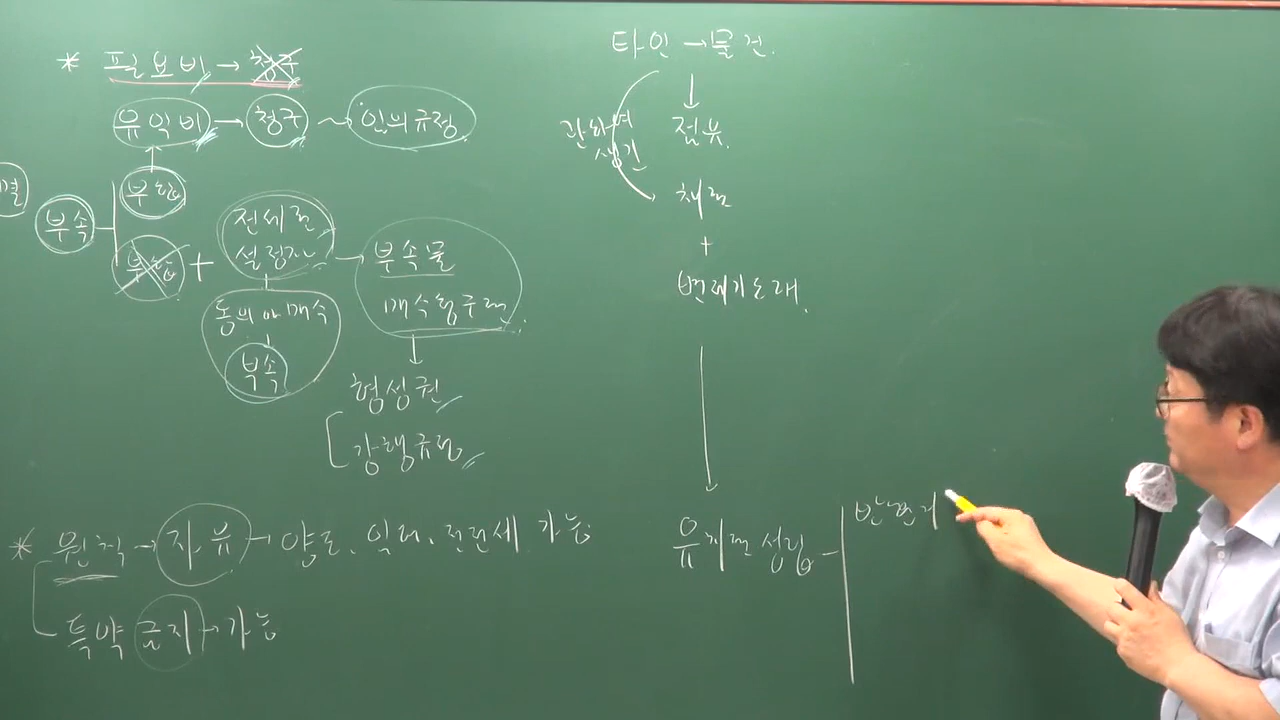 * 필요비 → 청구
유익비 → 청구 ~→ 임의규정
부합
부속
부합 + 전세권 설정자 → 부속물 매수청구권
동의 or 매수
부속
형성권
강행규정
* 원칙 → 자유 → 양도, 임대, 전전세 가능
특약 금지 → 가능
타인 → 물건
관하여 생긴
점유
채권
+
변제기도래
유치권 성립